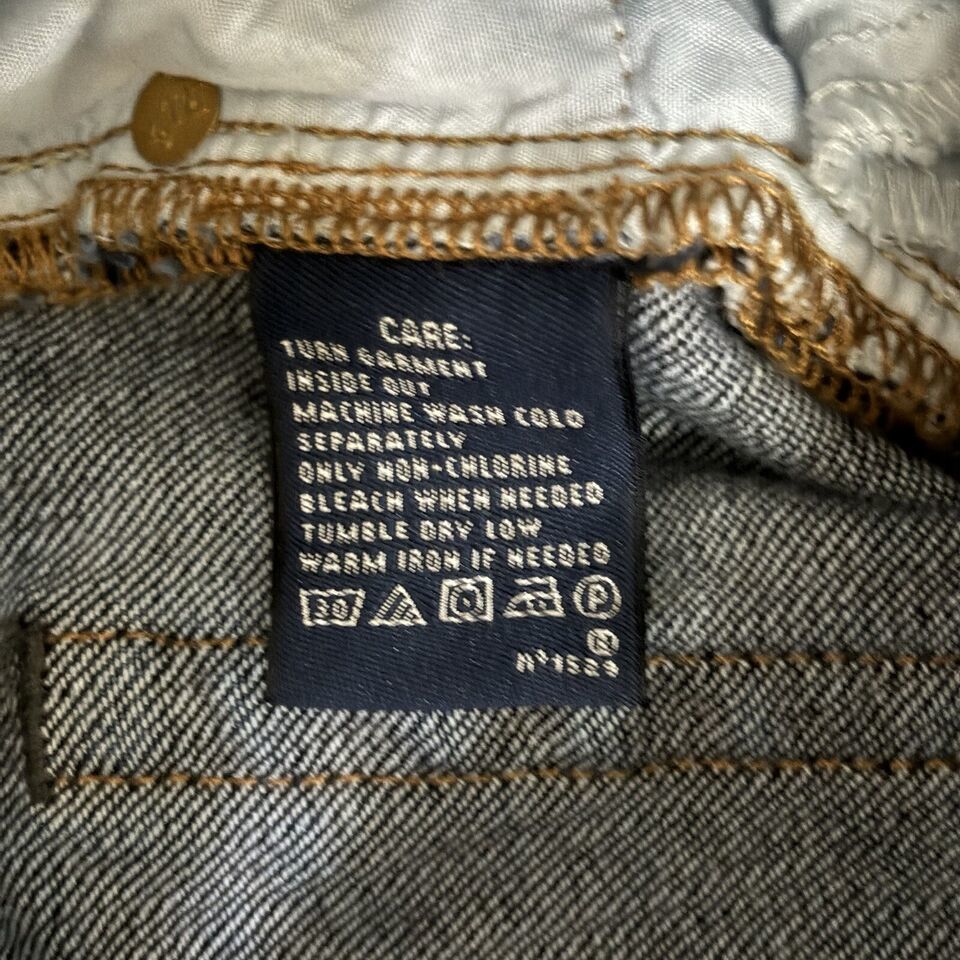 CARE:
TURN GARMENT
INSIDE OUT
MACHINE WASH COLD
SEPARATELY
ONLY NON-CHLORINE
BLEACH WHEN NEEDED
TUMBLE DRY LOW
WARM IRON IF NEEDED
30 P
N
N°1529